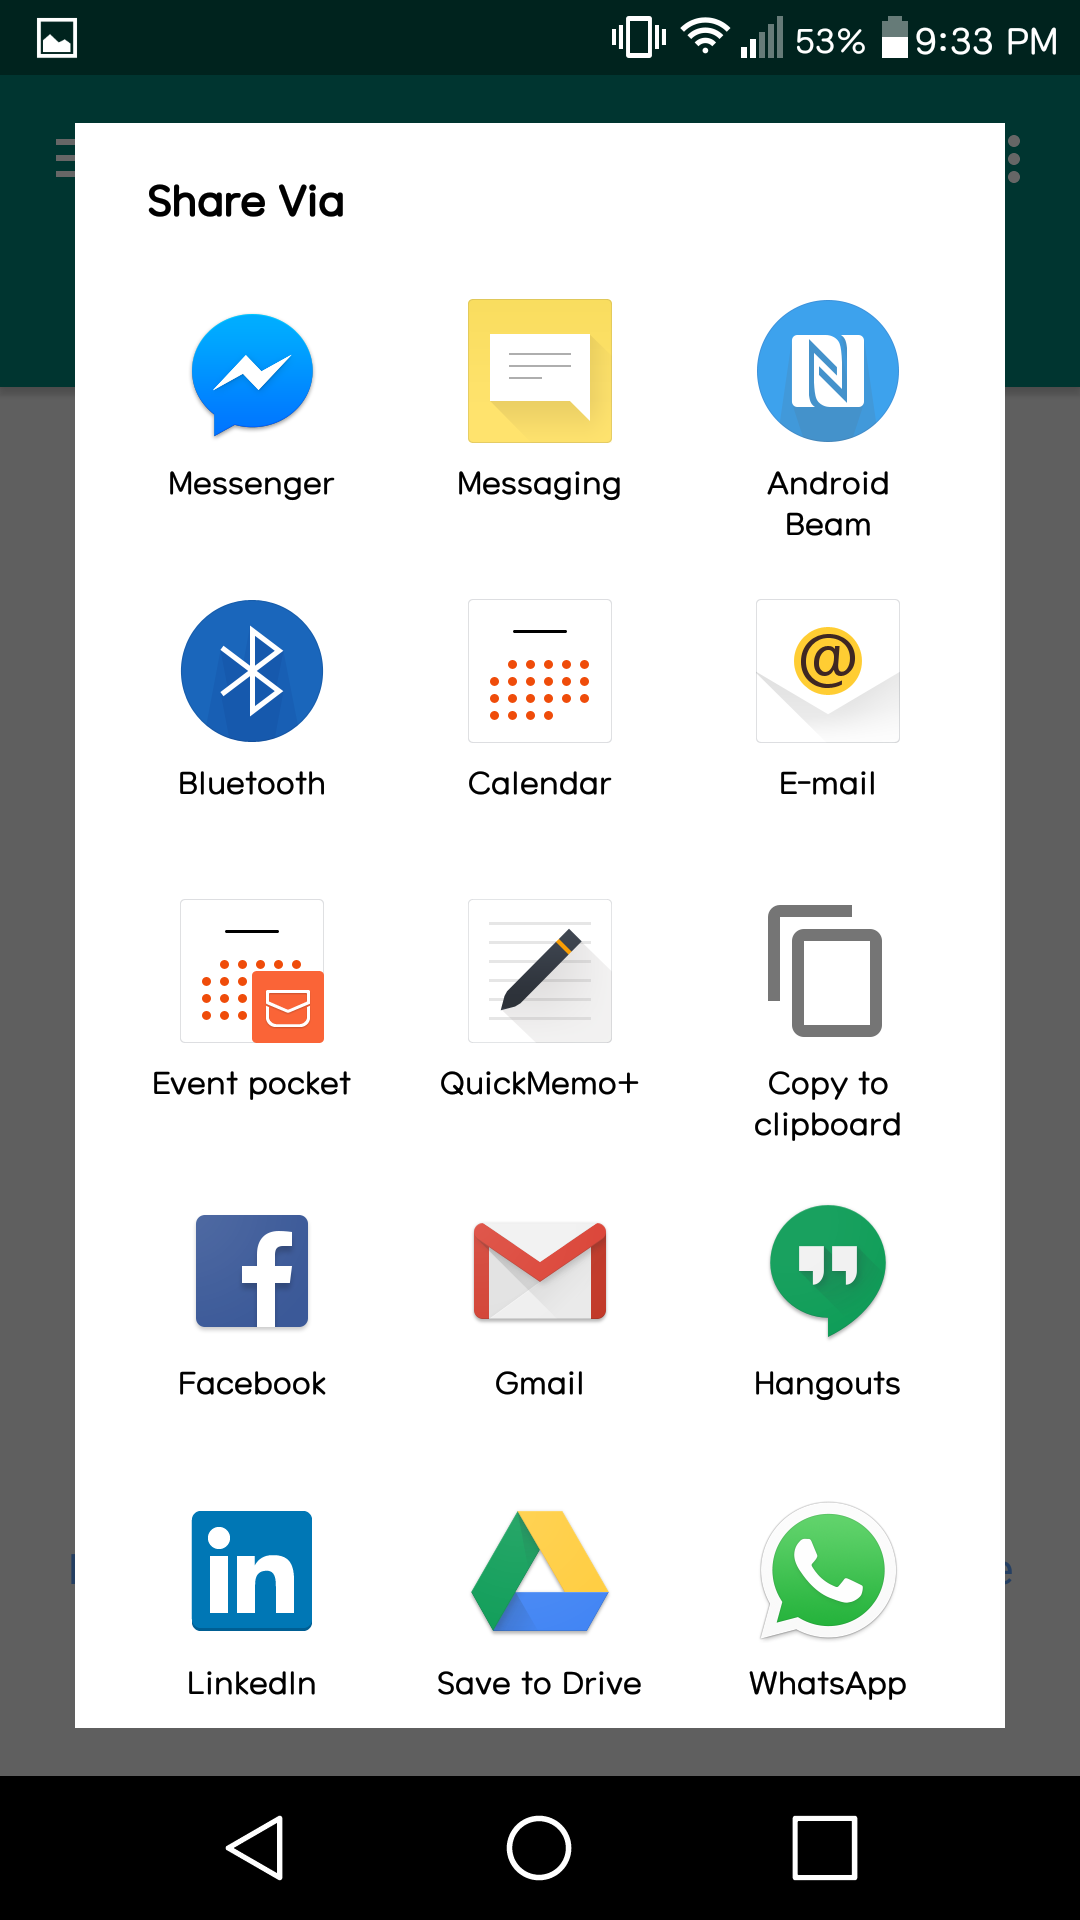 53% 9:33 PM
Share Via
Messenger
Messaging
Android
Beam
Bluetooth
Calendar
E-mail
Event pocket
QuickMemo+
Copy to
clipboard
Facebook
Gmail
Hangouts
LinkedIn
Save to Drive
WhatsApp